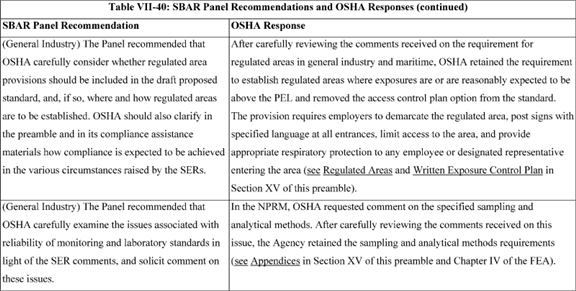 Table VII-40: SBAR Panel Recommendations and OSHA Responses (continued)
SBAR Panel Recommendation
OSHA Response
(General Industry) The Panel recommended that
OSHA carefully consider whether regulated area
provisions should be included in the draft proposed
standard, and, if so, where and how regulated areas
are to be established. OSHA should also clarify in
the preamble and in its compliance assistance
materials how compliance is expected to be achieved
in the various circumstances raised by the SERs.
After carefully reviewing the comments received on the requirement for
regulated areas in general industry and maritime, OSHA retained the requirement
to establish regulated areas where exposures are or are reasonably expected to be
above the PEL and removed the access control plan option from the standard.
The provision requires employers to demarcate the regulated area, post signs with
specified language at all entrances, limit access to the area, and provide
appropriate respiratory protection to any employee or designated representative
entering the area (see Regulated Areas and Written Exposure Control Plan in
Section XV of this preamble).
(General Industry) The Panel recommended that
OSHA carefully examine the issues associated with
reliability of monitoring and laboratory standards in
light of the SER comments, and solicit comment on
these issues.
In the NPRM, OSHA requested comment on the specified sampling and
analytical methods. After carefully reviewing the comments received on this
issue, the Agency retained the sampling and analytical methods requirements
(see Appendices in Section XV of this preamble and Chapter IV of the FEA).